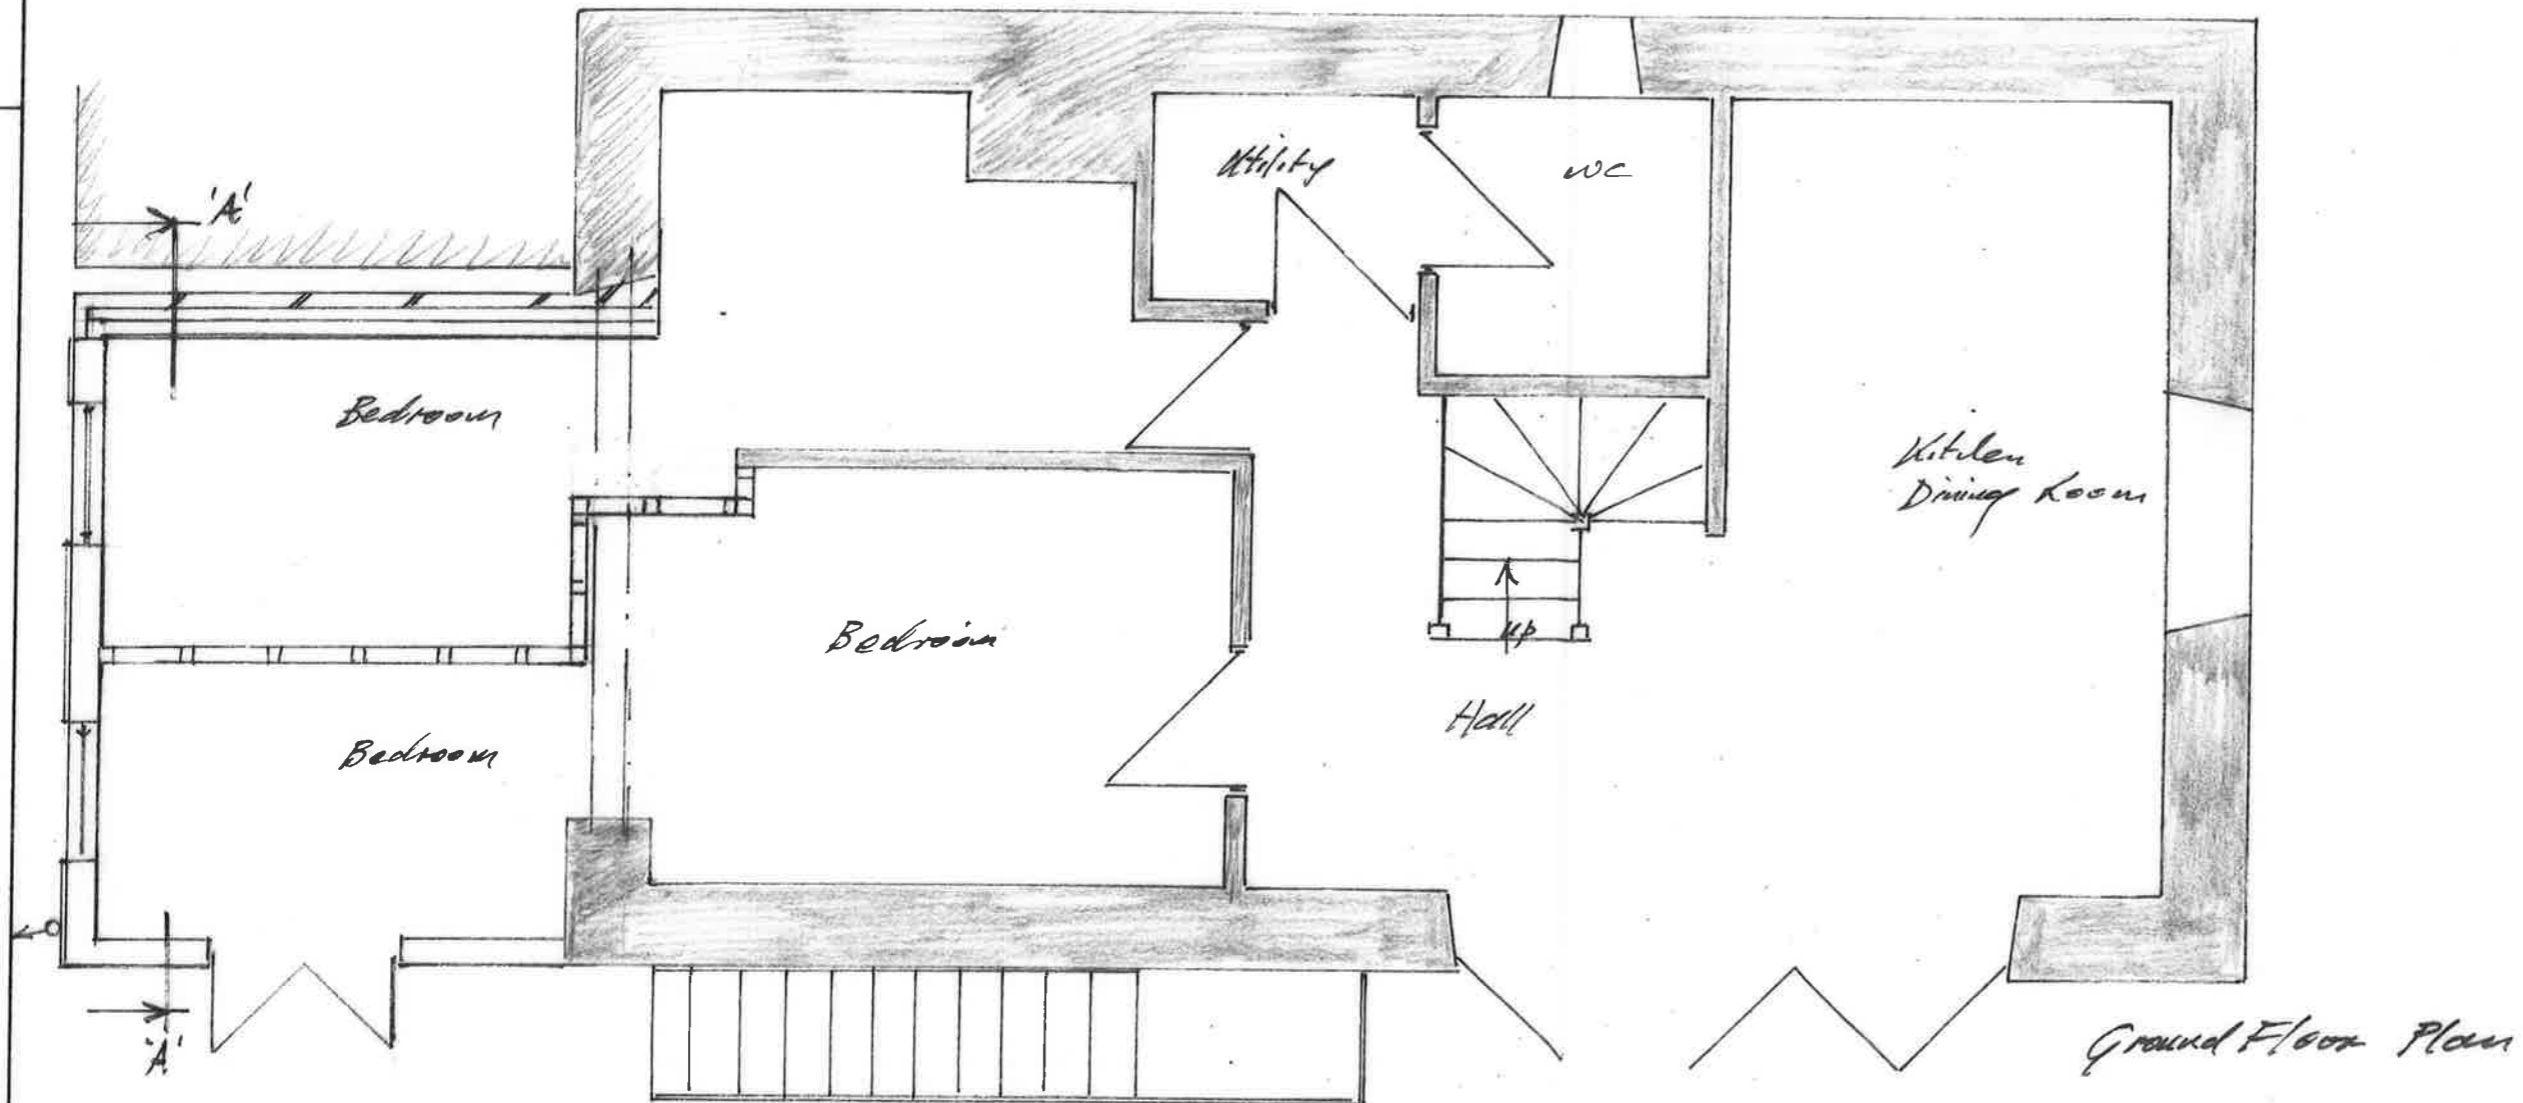 'A'
Utility
WC
Bedroom
Kitchen
Dining Room
Bedroom
up
Hall
Bedroom
'A'
Ground Floor Plan